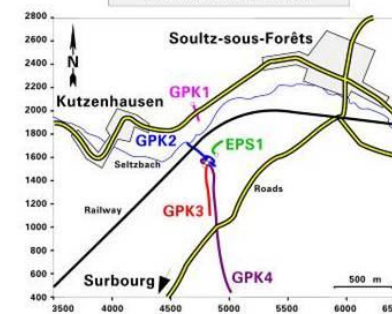 2800
2600
2400
2200
2000
1800
1600
1400
1200
1000
800
600
400
N
Soultz-sous-Forêts
Kutzenhausen
GPK1
GPK2
EPS1
Seltzbach
Roads
Railway
GPK3
Surbourg
GPK4
500 m
3500
4000
4500
5000
5500
6000